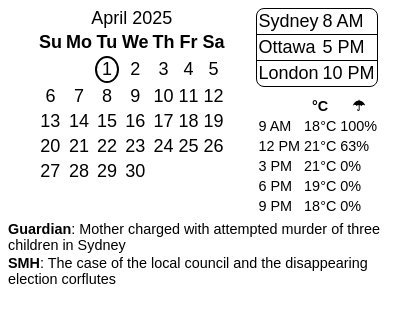 April 2025
Su Mo Tu We Th Fr Sa
1 2 3 4 5
6 7 8 9 10 11 12
13 14 15 16 17 18 19
20 21 22 23 24 25 26
27 28 29 30
Sydney 8 AM
Ottawa 5 PM
London 10 PM
°C ☂
9 AM 18°C 100%
12 PM 21°C 63%
3 PM 21°C 0%
6 PM 19°C 0%
9 PM 18°C 0%
Guardian: Mother charged with attempted murder of three
children in Sydney
SMH: The case of the local council and the disappearing
election corflutes